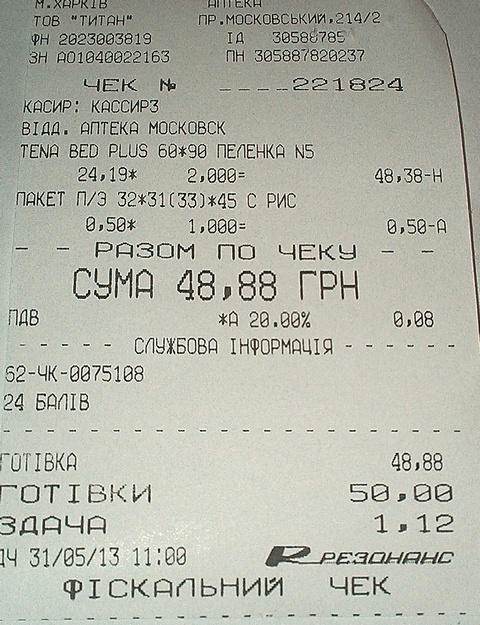 М.ХАРКІВ АПТЕКА
ТОВ "ТИТАН" ПР.МОСКОВСЬКИЙ,214/2
ФН 2023003819 ІД 30588785
ЗН АО1040022163 ПН 305887820237
ЧЕК № ____221824
КАСИР: КАССИР3
ВІДД. АПТЕКА МОСКОВСК
TENA BED PLUS 60*90 ПЕЛЕНКА N5
24,19* 2,000= 48,38-Н
ПАКЕТ П/Э 32*31(33)*45 С РИС
0,50* 1,000= 0,50-А
- - РАЗОМ ПО ЧЕКУ - -
СУМА 48,88 ГРН
ПДВ *А 20.00% 0,08
- - - - - - СЛУЖБОВА ІНФОРМАЦІЯ - - - - - -
62-ЧК-0075108
24 БАЛІВ
ГОТІВКА 48,88
ГОТІВКИ 50,00
ЗДАЧА 1,12
ДЧ 31/05/13 11:00 РЕЗОНАНС
ФІСКАЛЬНИЙ ЧЕК